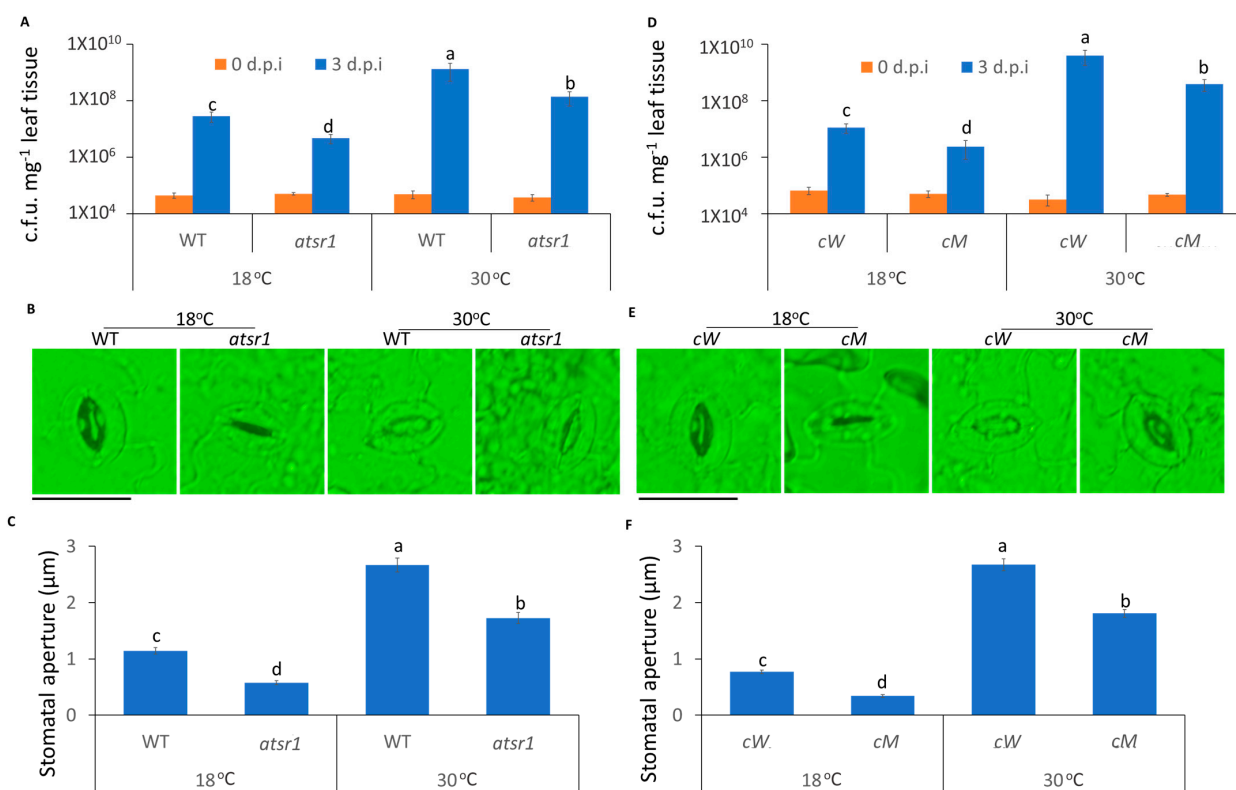 A
c.f.u. mg-1 leaf tissue
1X10^10
1X10^8
1X10^6
1X10^4
0 d.p.i 3 d.p.i
c
d
a
b
WT atsr1 WT atsr1
18°C 30°C
B
18°C 30°C
WT atsr1 WT atsr1
C
Stomatal aperture (µm)
3
2
1
0
c
d
a
b
WT atsr1 WT atsr1
18°C 30°C
D
c.f.u. mg-1 leaf tissue
1X10^10
1X10^8
1X10^6
1X10^4
0 d.p.i 3 d.p.i
c
d
a
b
cW cM cW cM
18°C 30°C
E
18°C 30°C
cW cM cW cM
F
Stomatal aperture (µm)
3
2
1
0
c
d
a
b
cW cM cW cM
18°C 30°C